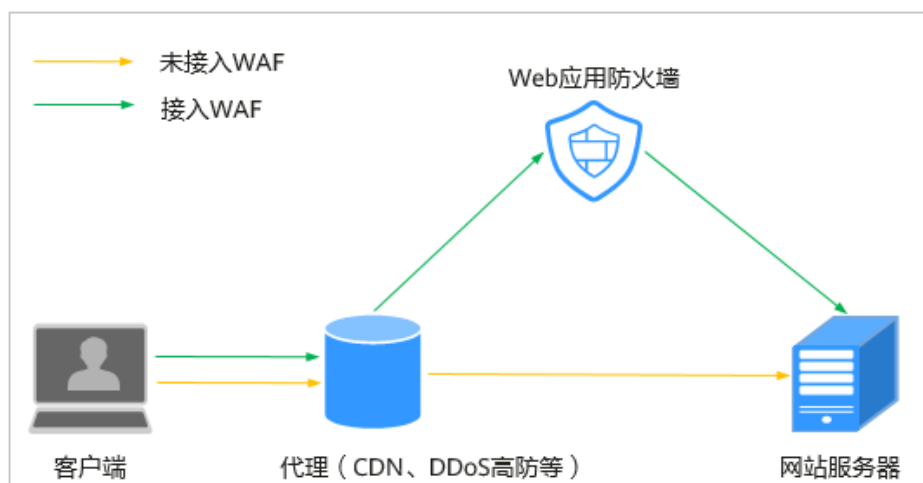 未接入WAF
接入WAF
Web应用防火墙
客户端
代理（CDN、DDoS高防等）
网站服务器